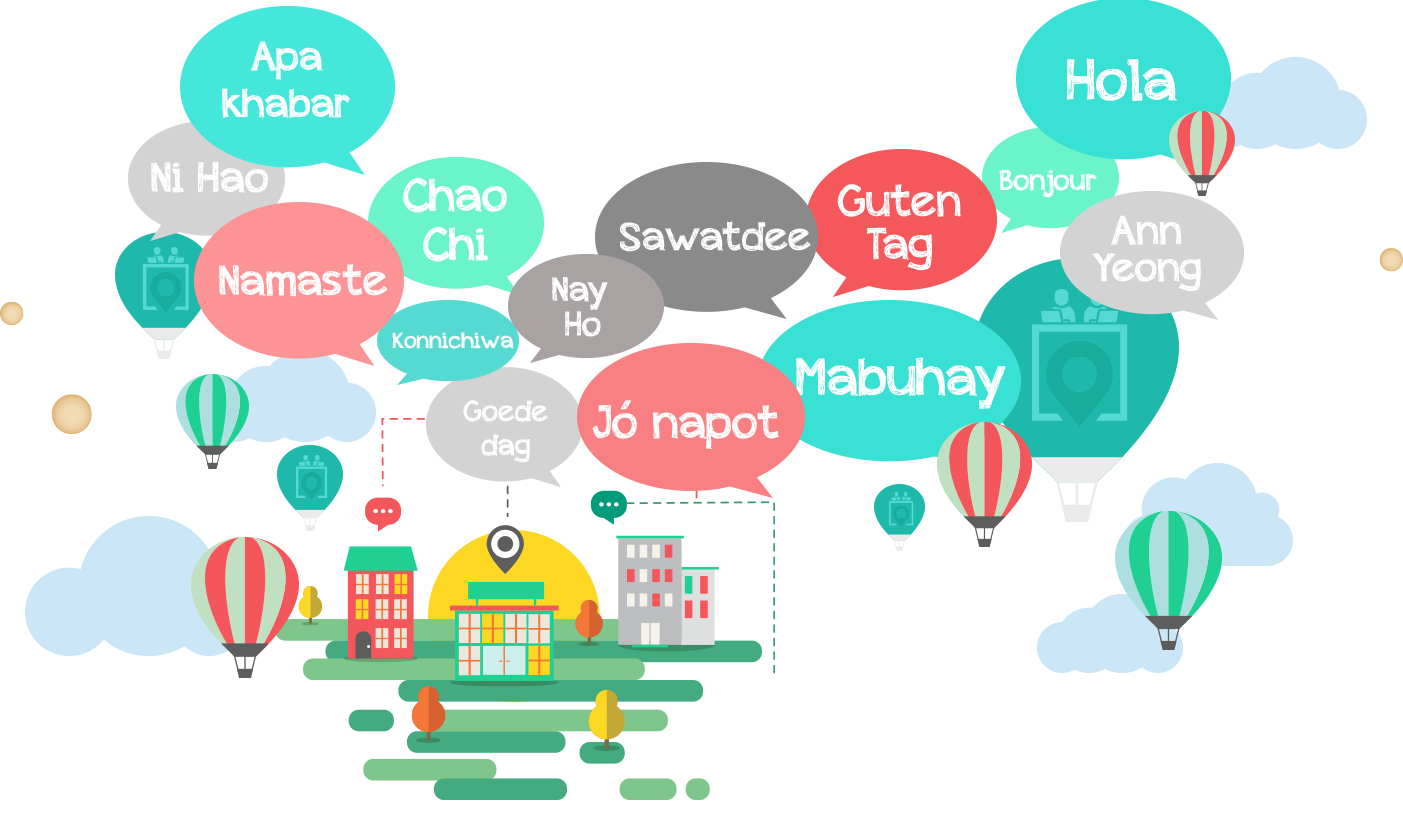 Apa
khabar
Hola
Ni Hao
Chao
Chi
Sawatdee
Guten
Tag
Bonjour
Ann
Yeong
Namaste
Nay
Ho
Konnichiwa
Mabuhay
Goede
dag
Jó napot